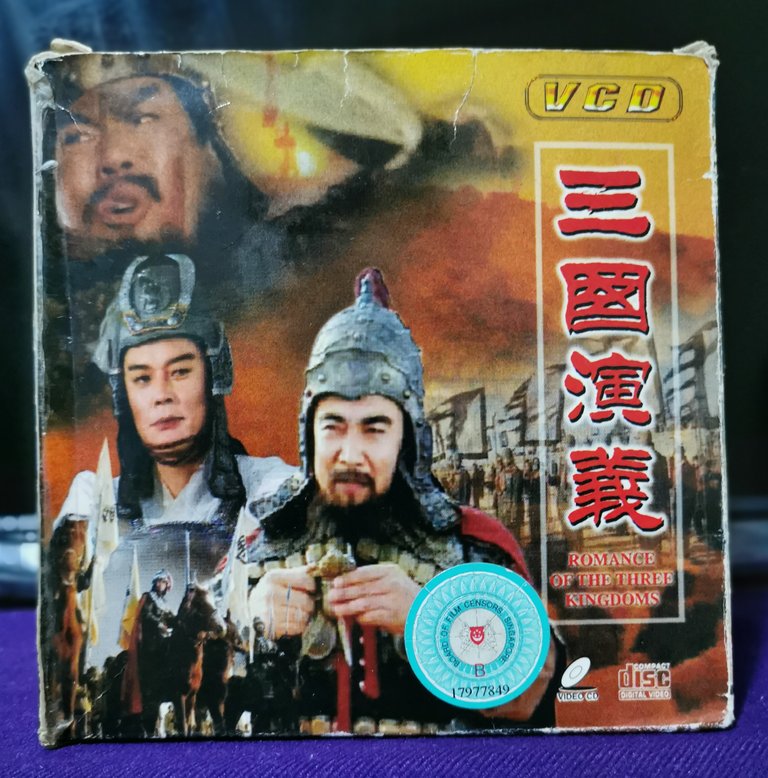 VCD
三國演義
ROMANCE
OF THE THREE
KINGDOMS
BOARD OF FILM CENSORS, SINGAPORE
B
17977849
VIDEO CD
COMPACT
disc
DIGITAL VIDEO